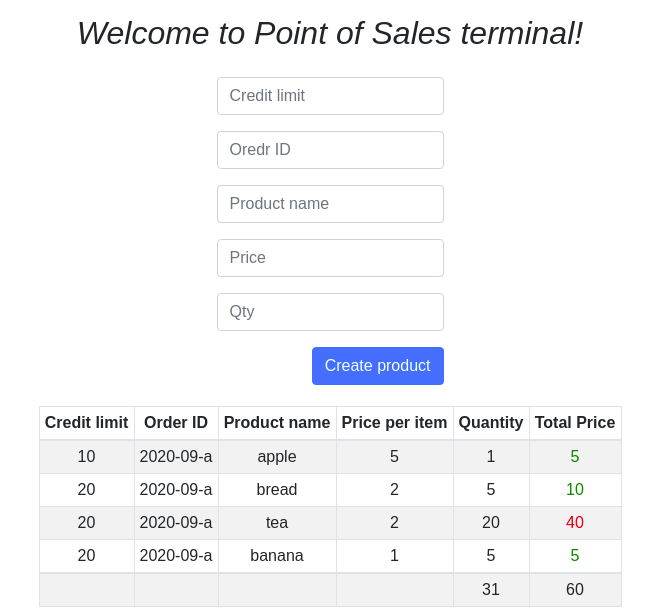 Welcome to Point of Sales terminal!
Credit limit
Oredr ID
Product name
Price
Qty
Create product
Credit limit Order ID Product name Price per item Quantity Total Price
10 2020-09-a apple 5 1 5
20 2020-09-a bread 2 5 10
20 2020-09-a tea 2 20 40
20 2020-09-a banana 1 5 5
31 60